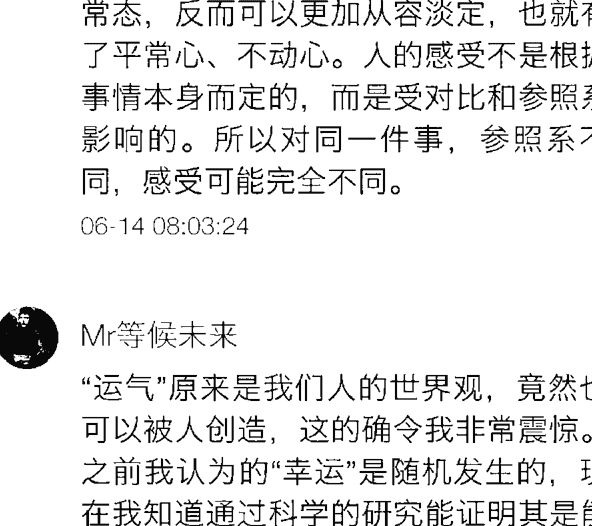 常态，反而可以更加从容淡定，也就
了平常心、不动心。人的感受不是根
事情本身而定的，而是受对比和参照
影响的。所以对同一件事，参照系
同，感受可能完全不同。
06-14 08:03:24
Mr等候未来
“运气”原来是我们人的世界观，竟然
可以被人创造，这的确令我非常震惊。
之前我认为的“幸运”是随机发生的，
在我知道通过科学的研究能证明其是